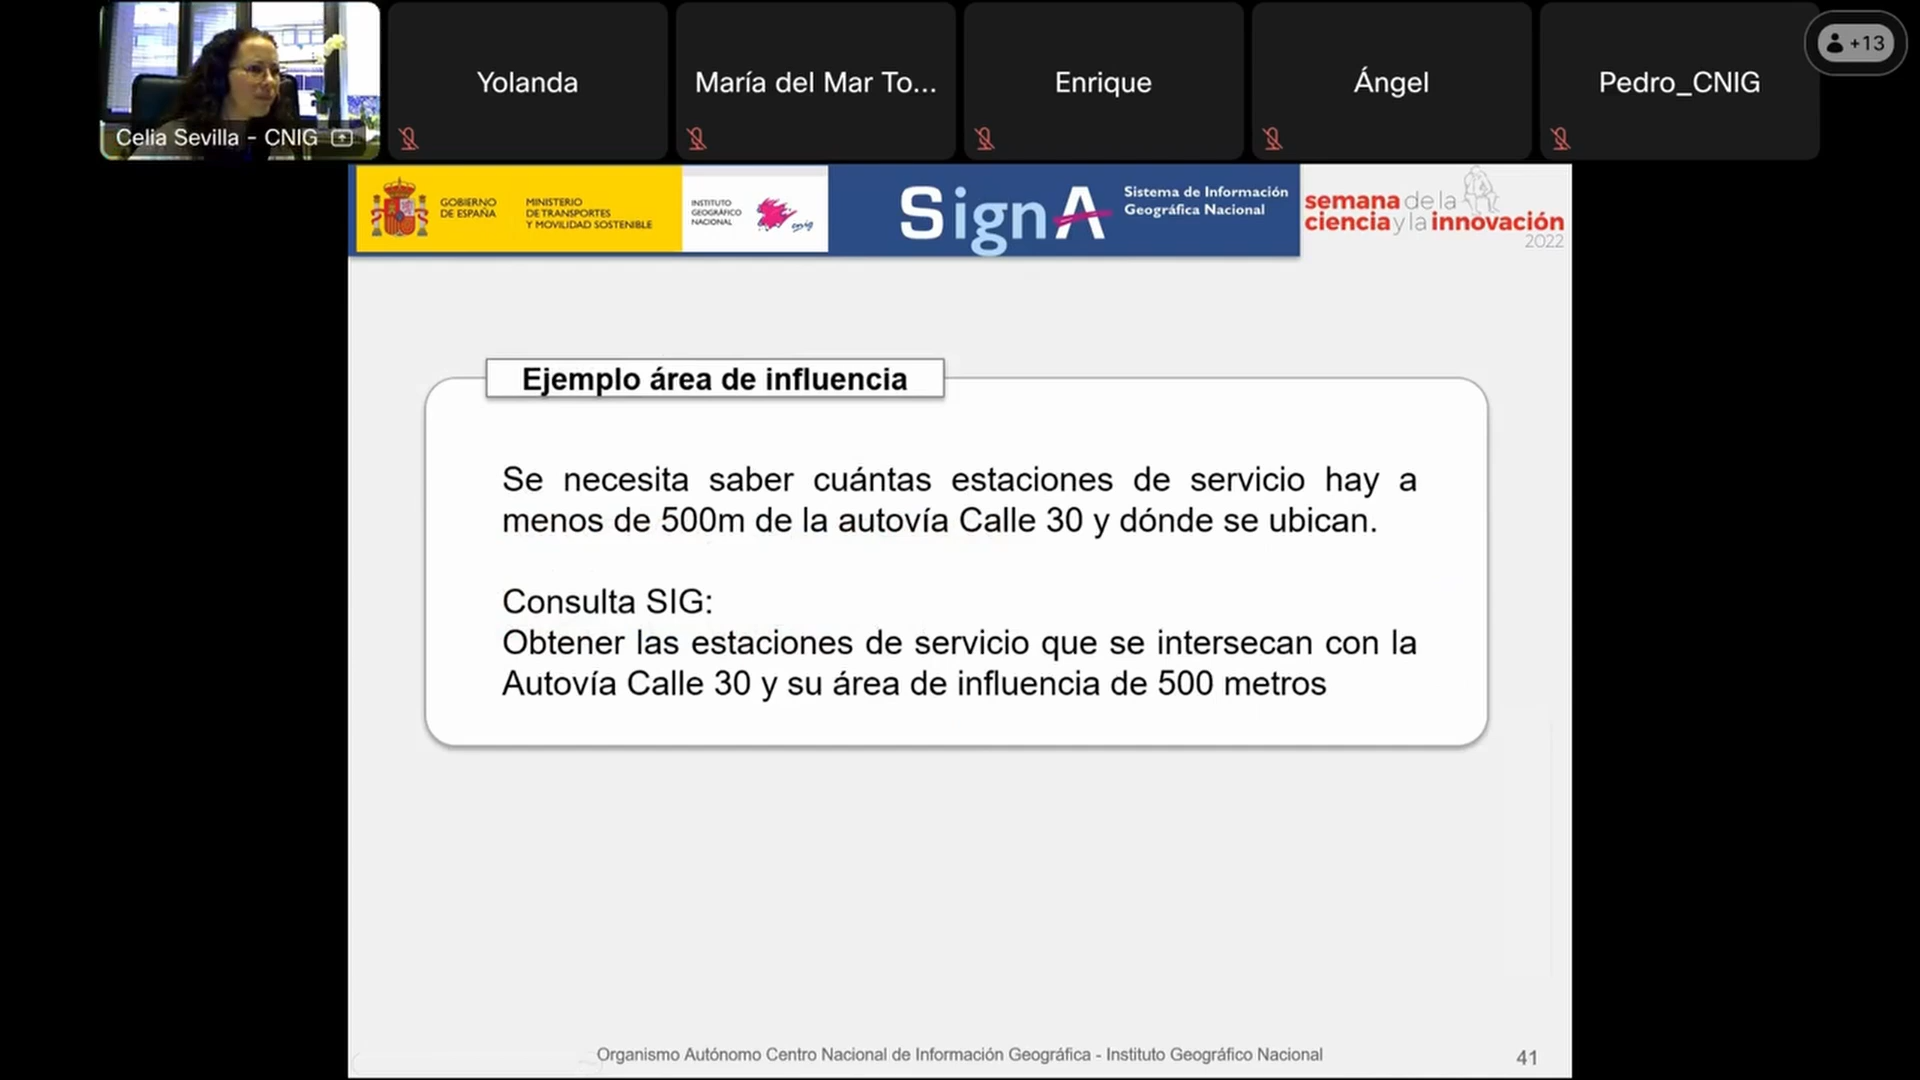 Celia Sevilla - CNIG
Yolanda
María del Mar To...
Enrique
Ángel
Pedro_CNIG
+13
GOBIERNO
DE ESPAÑA
MINISTERIO
DE TRANSPORTES
Y MOVILIDAD SOSTENIBLE
INSTITUTO
GEOGRÁFICO
NACIONAL
cnig
SignA
Sistema de Información
Geográfica Nacional
semana de la
ciencia y la innovación
2022
Ejemplo área de influencia
Se necesita saber cuántas estaciones de servicio hay a
menos de 500m de la autovía Calle 30 y dónde se ubican.
Consulta SIG:
Obtener las estaciones de servicio que se intersecan con la
Autovía Calle 30 y su área de influencia de 500 metros
Organismo Autónomo Centro Nacional de Información Geográfica - Instituto Geográfico Nacional
41